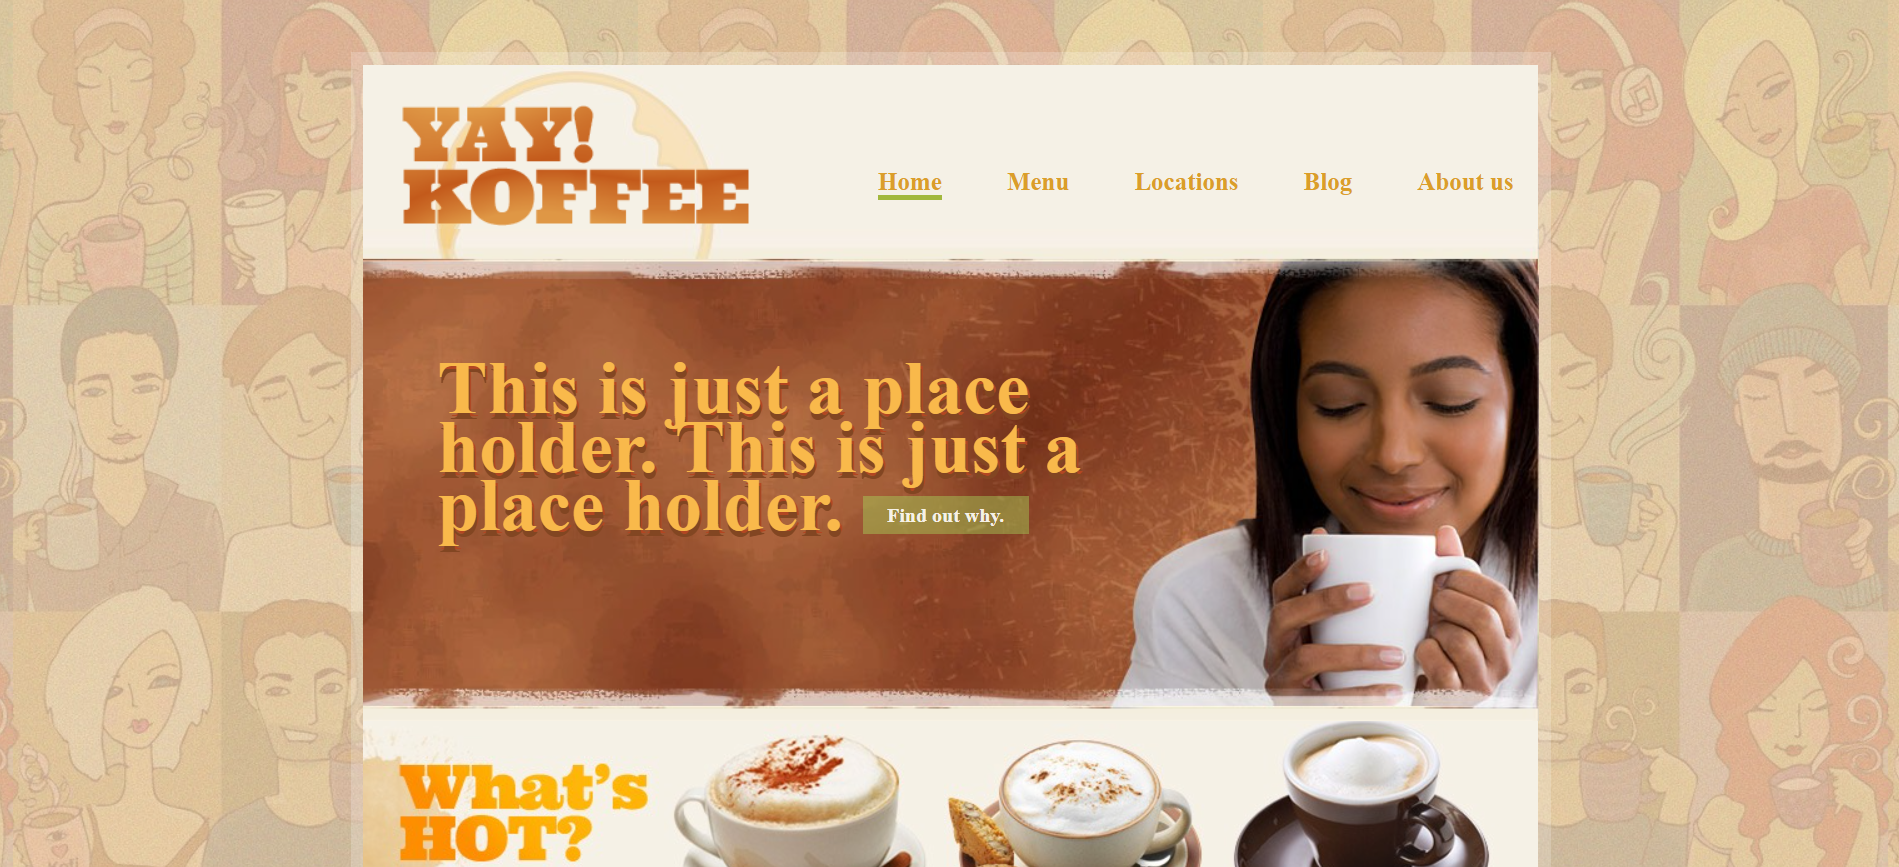 YAY!
KOFFEE
Home Menu Locations Blog About us
This is just a place
holder. This is just a
place holder. Find out why.
What's
HOT?